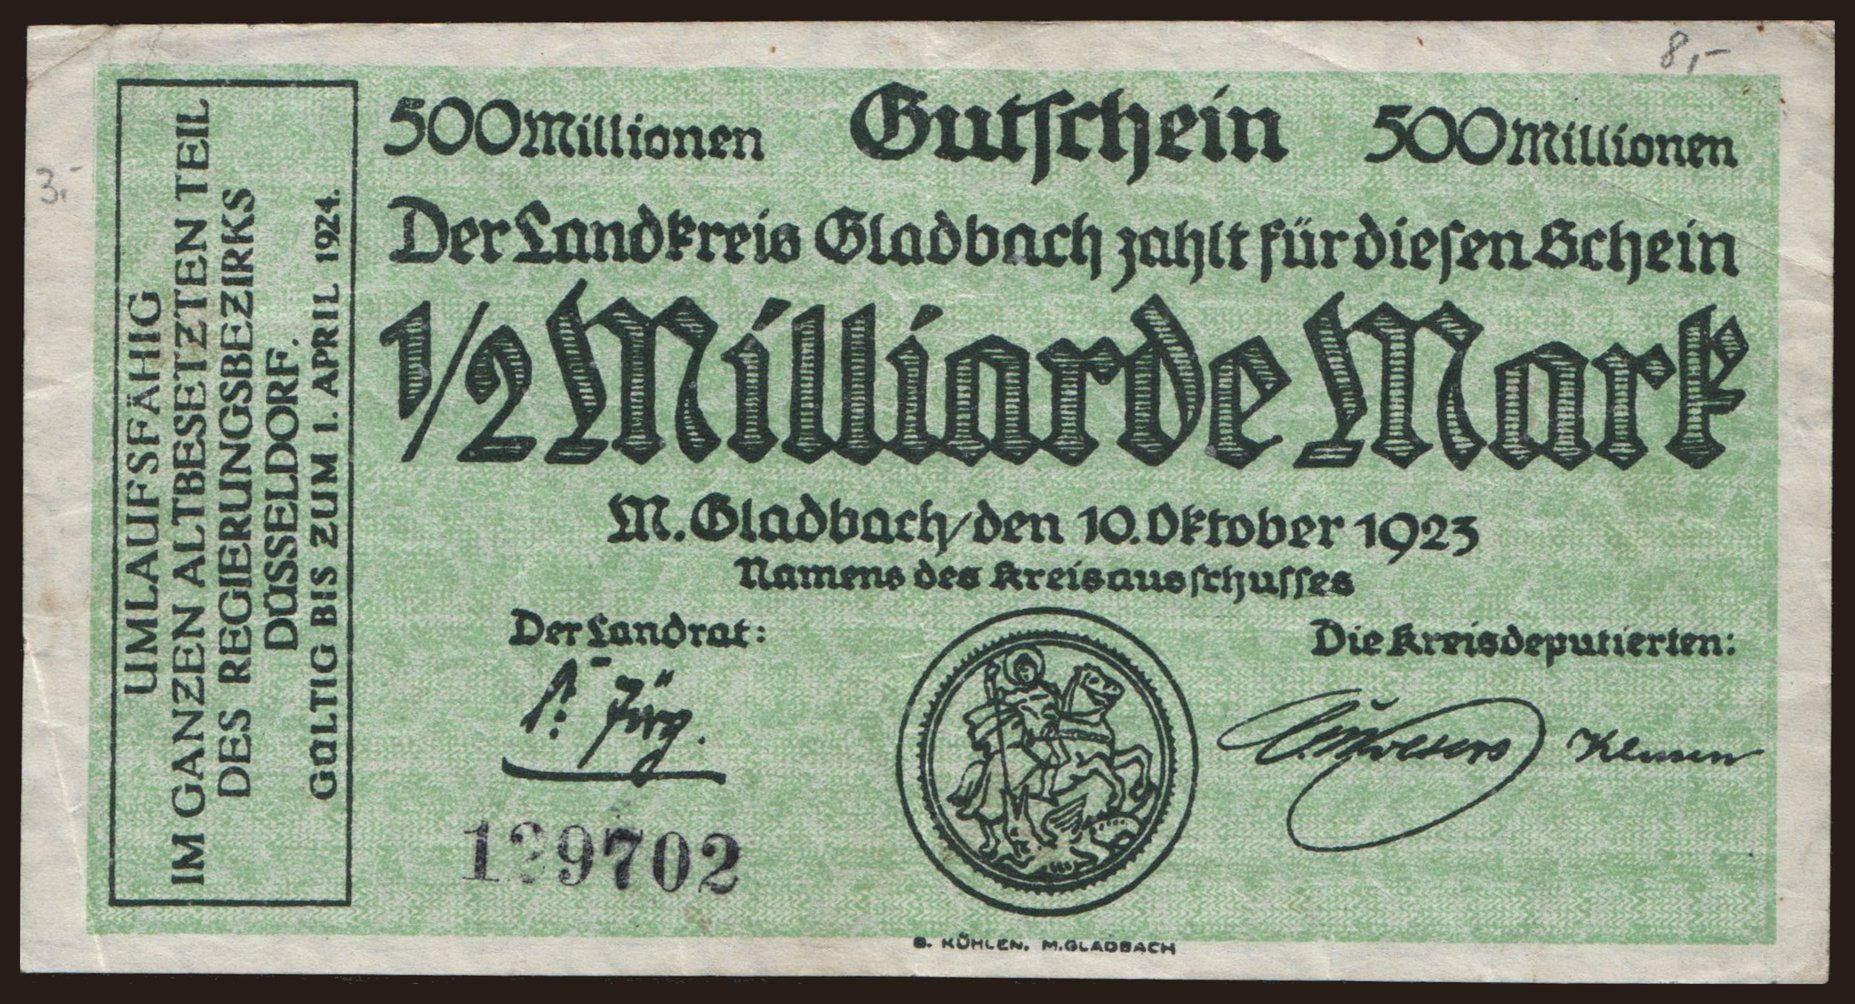 8,-
3.-
UMLAUFSFÄHIG
IM GANZEN ALTBESETZTEN TEIL
DES REGIERUNGSBEZIRKS
DÜSSELDORF.
GÜLTIG BIS ZUM 1. APRIL 1924.
500 Millionen Gutschein 500 Millionen
Der Landkreis Gladbach zahlt für diesen Schein
1/2 Milliarde Mark
M. Gladbach, den 10. Oktober 1923
Namens des Kreisausschusses
Der Landrat: Die Kreisdeputierten:
139702
B. KÜHLEN, M. GLADBACH